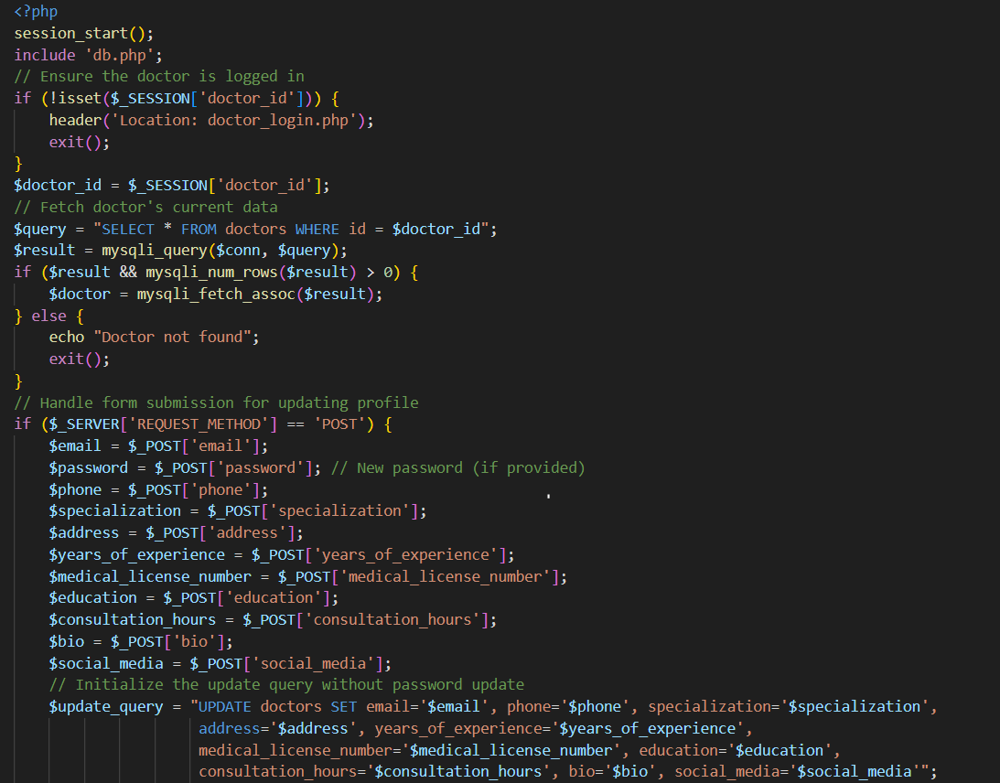 <?php
session_start();
include 'db.php';
// Ensure the doctor is logged in
if (!isset($_SESSION['doctor_id'])) {
    header('Location: doctor_login.php');
    exit();
}
$doctor_id = $_SESSION['doctor_id'];
// Fetch doctor's current data
$query = "SELECT * FROM doctors WHERE id = $doctor_id";
$result = mysqli_query($conn, $query);
if ($result && mysqli_num_rows($result) > 0) {
    $doctor = mysqli_fetch_assoc($result);
} else {
    echo "Doctor not found";
    exit();
}
// Handle form submission for updating profile
if ($_SERVER['REQUEST_METHOD'] == 'POST') {
    $email = $_POST['email'];
    $password = $_POST['password']; // New password (if provided)
    $phone = $_POST['phone'];
    $specialization = $_POST['specialization'];
    $address = $_POST['address'];
    $years_of_experience = $_POST['years_of_experience'];
    $medical_license_number = $_POST['medical_license_number'];
    $education = $_POST['education'];
    $consultation_hours = $_POST['consultation_hours'];
    $bio = $_POST['bio'];
    $social_media = $_POST['social_media'];
    // Initialize the update query without password update
    $update_query = "UPDATE doctors SET email='$email', phone='$phone', specialization='$specialization',
                     address='$address', years_of_experience='$years_of_experience',
                     medical_license_number='$medical_license_number', education='$education',
                     consultation_hours='$consultation_hours', bio='$bio', social_media='$social_media'";